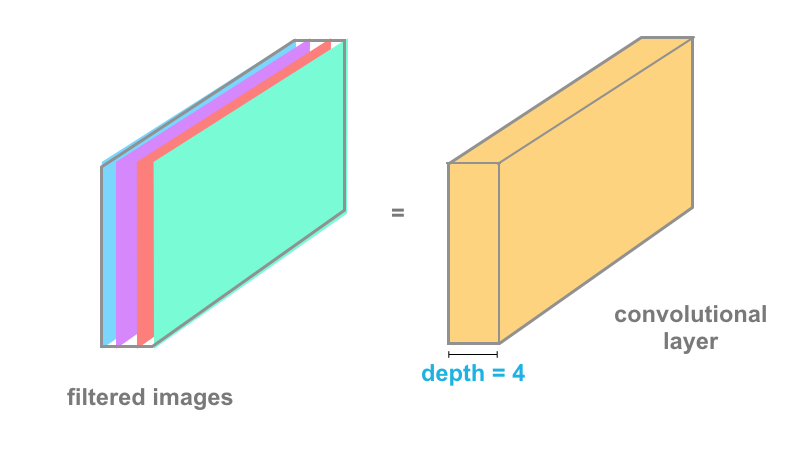 =
convolutional
layer
depth = 4
filtered images